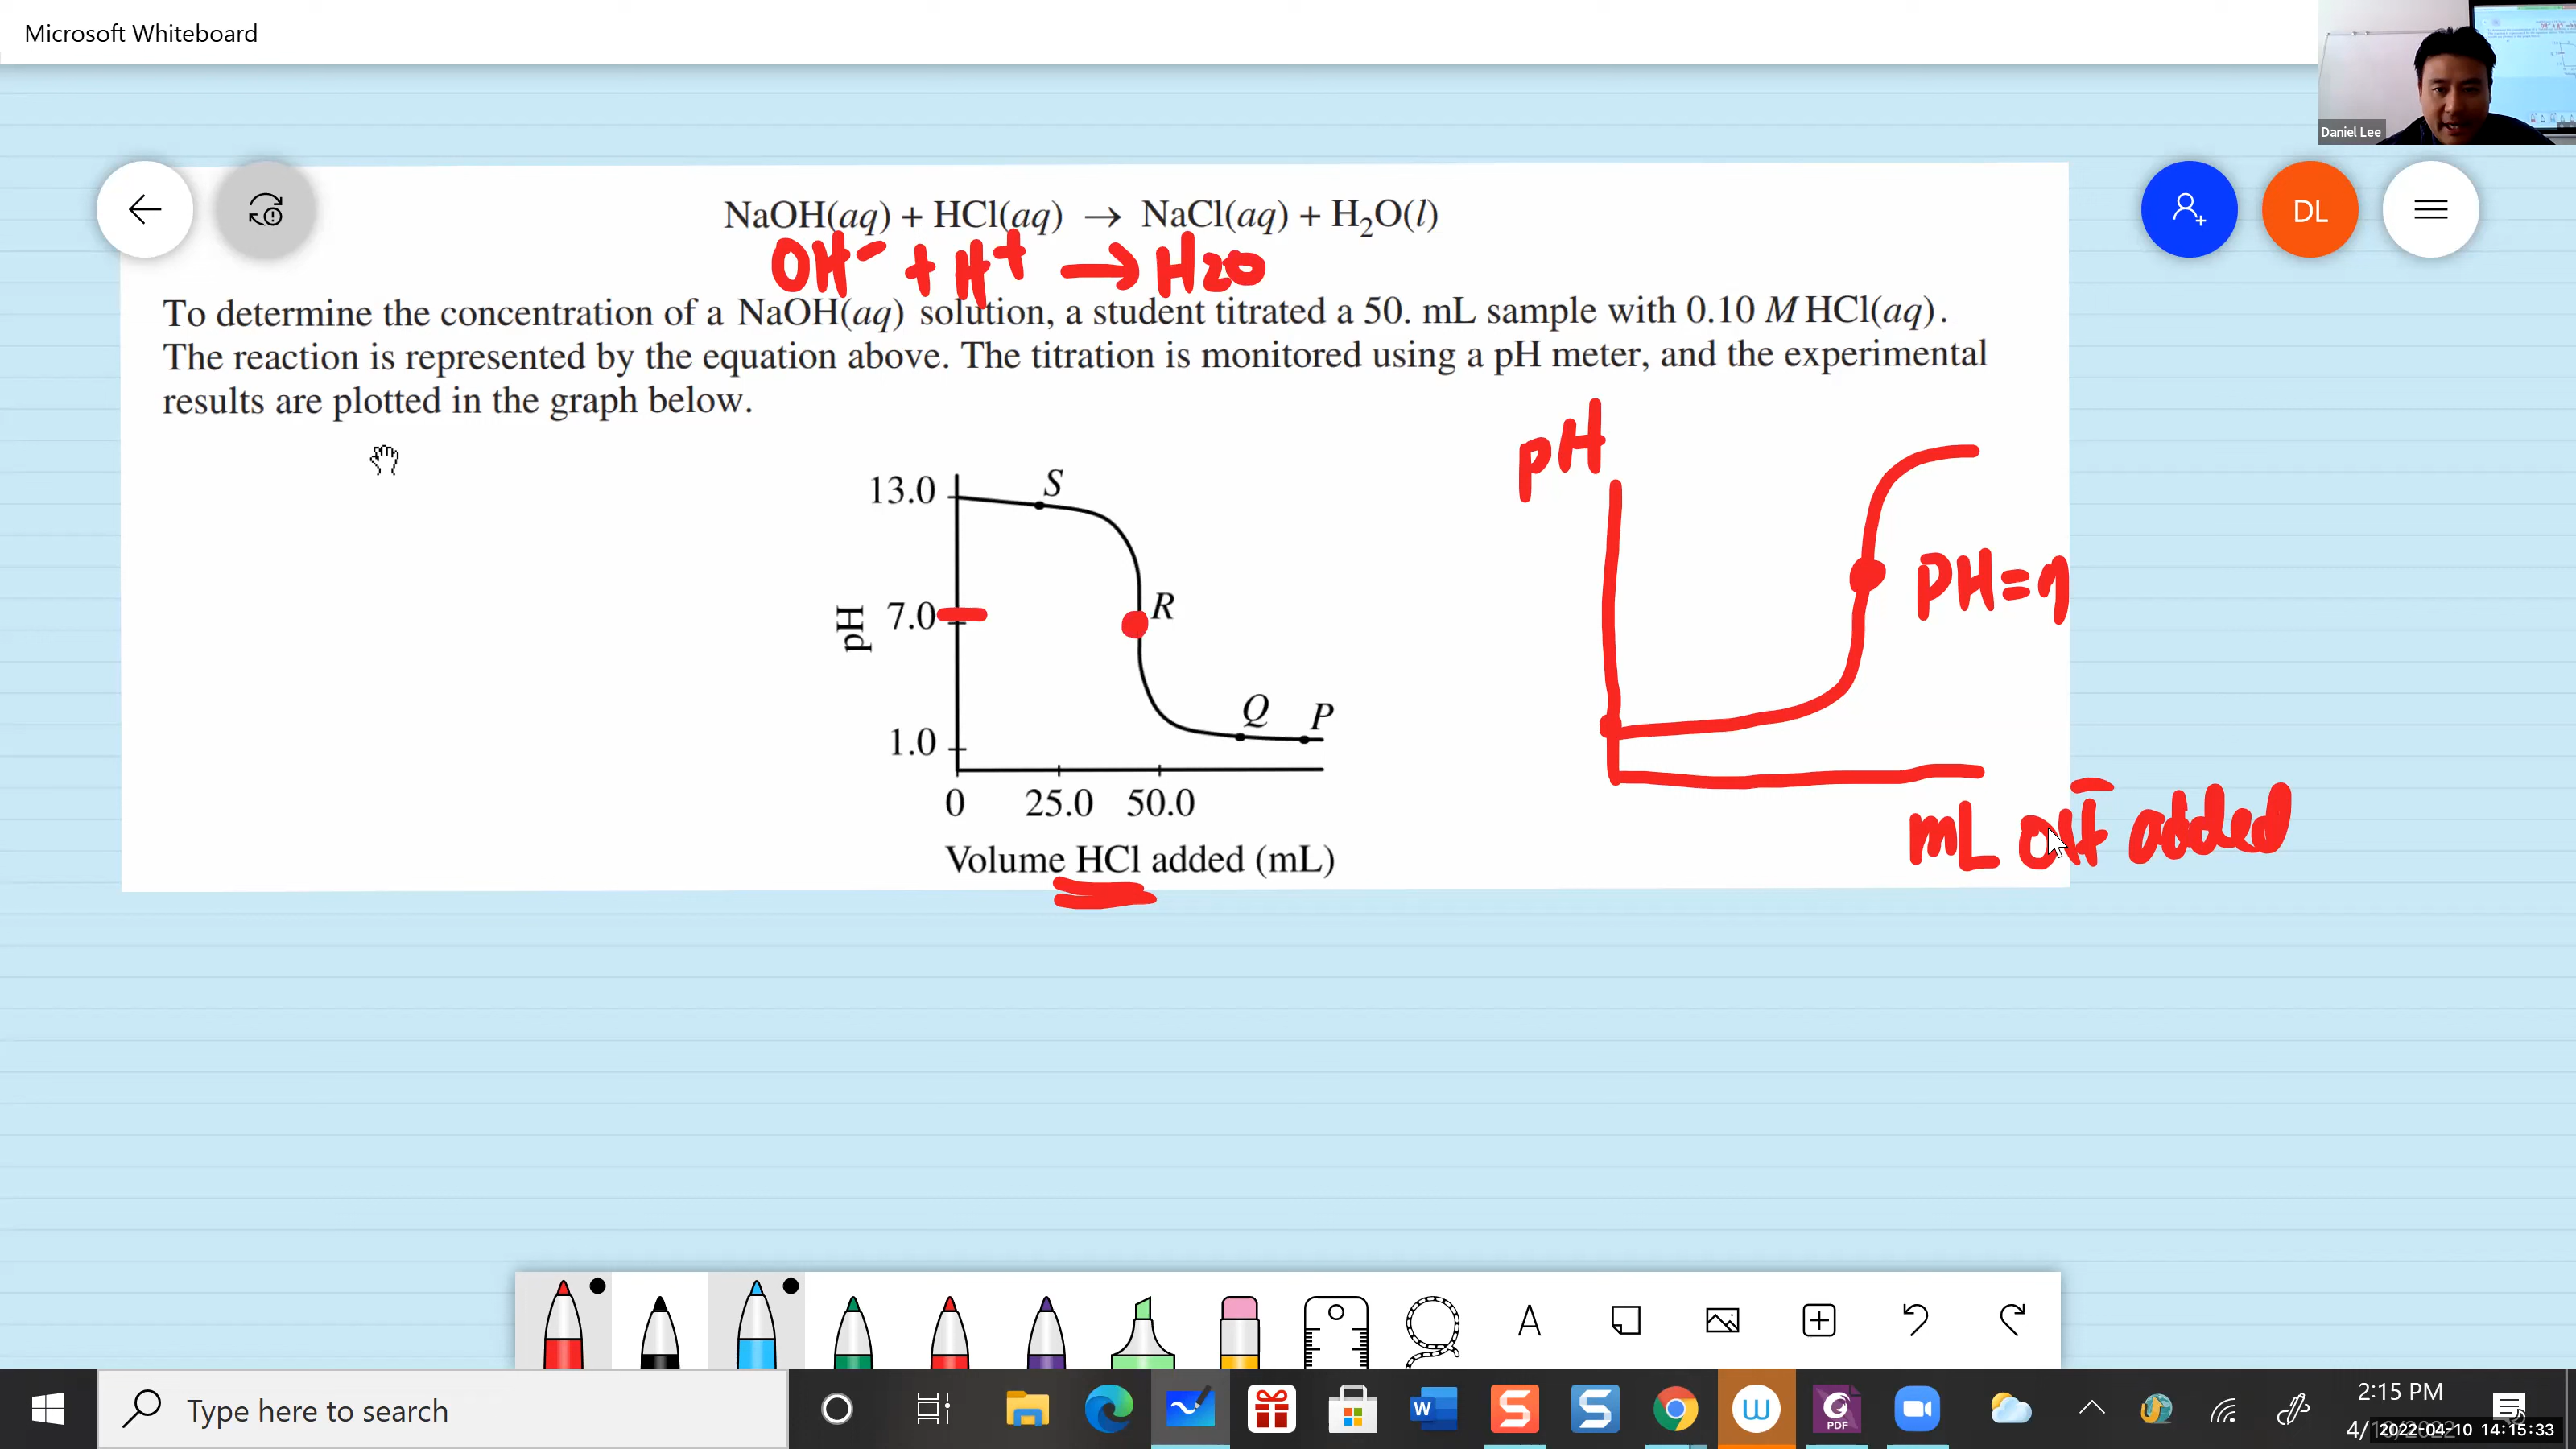 Microsoft Whiteboard
Daniel Lee
DL
NaOH(aq) + HCl(aq) → NaCl(aq) + H₂O(l)
OH⁻ + H⁺ → H2O
To determine the concentration of a NaOH(aq) solution, a student titrated a 50. mL sample with 0.10 M HCl(aq).
The reaction is represented by the equation above. The titration is monitored using a pH meter, and the experimental
results are plotted in the graph below.
13.0
S
pH
7.0
R
1.0
Q
P
0
25.0
50.0
Volume HCl added (mL)
pH
pH=7
mL OH⁻ added
A
Type here to search
W
S
S
W
PDF
2:15 PM
2022-04-10 14:15:33